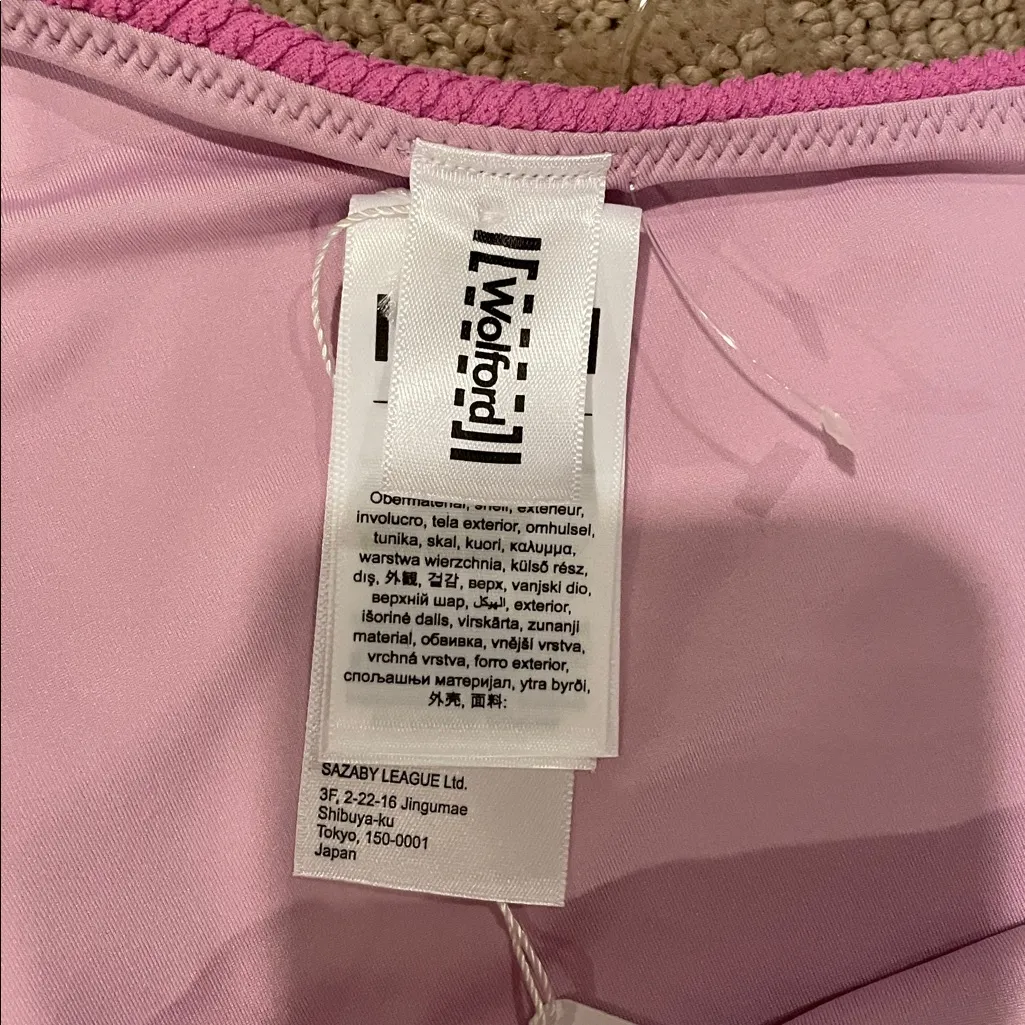 Wolford
Obermaterial, shell, extérieur,
involucro, tela exterior, omhulsel,
tunika, skal, kuori, καλυμμα,
warstwa wierzchnia, külső rész,
dış, 外観, 겉감, верх, vanjski dio,
верхній шар, الهيكل, exterior,
išorinė dalis, virskārta, zunanji
material, обвивка, vnější vrstva,
vrchná vrstva, forro exterior,
спољашњи материјал, ytra byrði,
外壳, 面料:
SAZABY LEAGUE Ltd.
3F, 2-22-16 Jingumae
Shibuya-ku
Tokyo, 150-0001
Japan